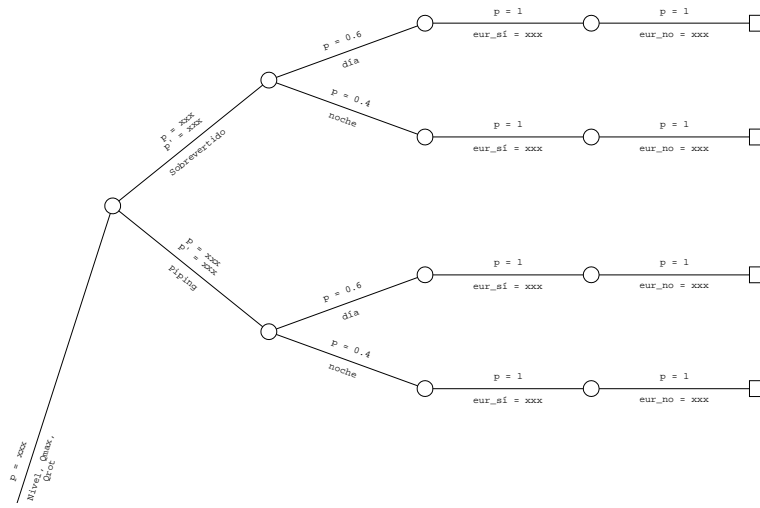 p = 1
p = 1
eur_sí = xxx
eur_no = xxx
p = 0.6
día
p = 0.4
noche
p = 1
p = 1
eur_sí = xxx
eur_no = xxx
p = xxx
p' = xxx
Sobrevertido
p = xxx
p' = xxx
Piping
p = 1
p = 1
eur_sí = xxx
eur_no = xxx
p = 0.6
día
p = 0.4
noche
p = 1
p = 1
eur_sí = xxx
eur_no = xxx
p = xxx
Nivel, Qmax,
Qrot